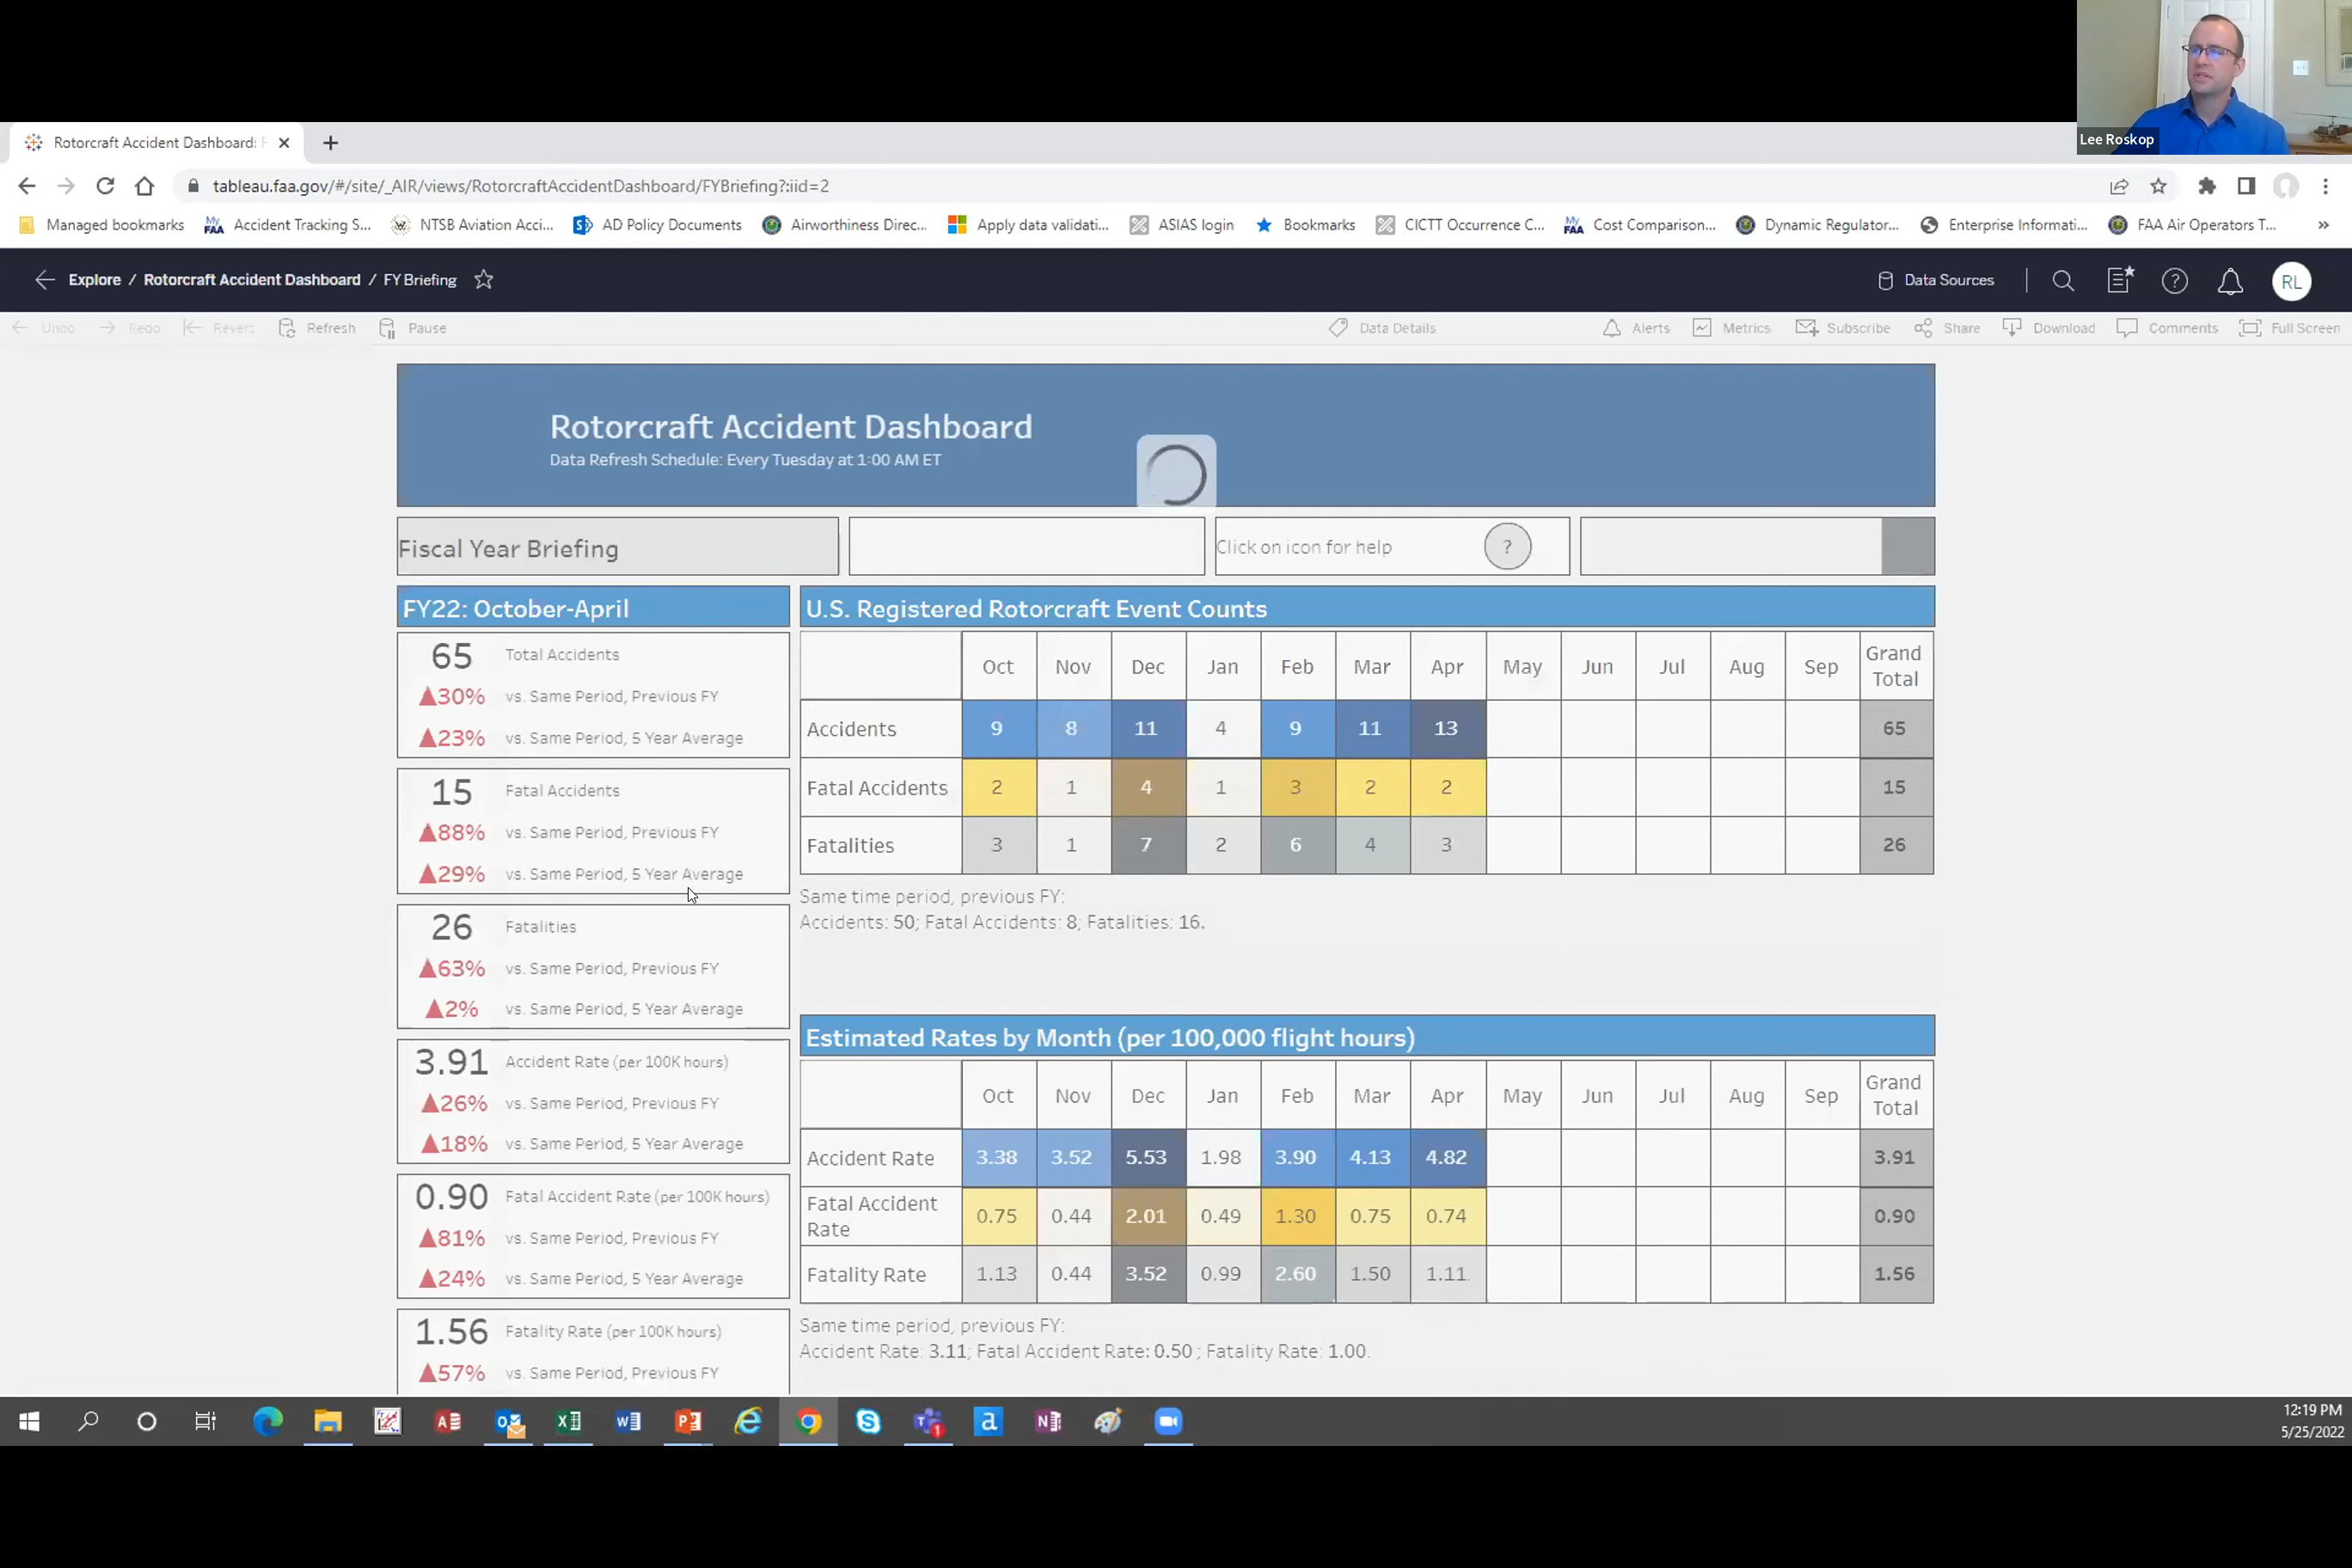 Lee Roskop
Rotorcraft Accident Dashboard:
tableau.faa.gov/#/site/_AIR/views/RotorcraftAccidentDashboard/FYBriefing?:iid=2
Managed bookmarks My FAA Accident Tracking S... NTSB Aviation Acci... AD Policy Documents Airworthiness Direc... Apply data validati... ASIAS login Bookmarks CICTT Occurrence C... My FAA Cost Comparison... Dynamic Regulator... Enterprise Informati... FAA Air Operators T... »
Explore / Rotorcraft Accident Dashboard / FY Briefing Data Sources ? RL
Undo Redo Revert Refresh Pause Data Details Alerts Metrics Subscribe Share Download Comments Full Screen
Rotorcraft Accident Dashboard
Data Refresh Schedule: Every Tuesday at 1:00 AM ET
Fiscal Year Briefing
Click on icon for help ?
FY22: October-April
65 Total Accidents
▲30% vs. Same Period, Previous FY
▲23% vs. Same Period, 5 Year Average
15 Fatal Accidents
▲88% vs. Same Period, Previous FY
▲29% vs. Same Period, 5 Year Average
26 Fatalities
▲63% vs. Same Period, Previous FY
▲2% vs. Same Period, 5 Year Average
3.91 Accident Rate (per 100K hours)
▲26% vs. Same Period, Previous FY
▲18% vs. Same Period, 5 Year Average
0.90 Fatal Accident Rate (per 100K hours)
▲81% vs. Same Period, Previous FY
▲24% vs. Same Period, 5 Year Average
1.56 Fatality Rate (per 100K hours)
▲57% vs. Same Period, Previous FY
U.S. Registered Rotorcraft Event Counts
Oct Nov Dec Jan Feb Mar Apr May Jun Jul Aug Sep Grand Total
Accidents 9 8 11 4 9 11 13 65
Fatal Accidents 2 1 4 1 3 2 2 15
Fatalities 3 1 7 2 6 4 3 26
Same time period, previous FY:
Accidents: 50; Fatal Accidents: 8; Fatalities: 16.
Estimated Rates by Month (per 100,000 flight hours)
Oct Nov Dec Jan Feb Mar Apr May Jun Jul Aug Sep Grand Total
Accident Rate 3.38 3.52 5.53 1.98 3.90 4.13 4.82 3.91
Fatal Accident Rate 0.75 0.44 2.01 0.49 1.30 0.75 0.74 0.90
Fatality Rate 1.13 0.44 3.52 0.99 2.60 1.50 1.11 1.56
Same time period, previous FY:
Accident Rate: 3.11; Fatal Accident Rate: 0.50 ; Fatality Rate: 1.00.
12:19 PM
5/25/2022